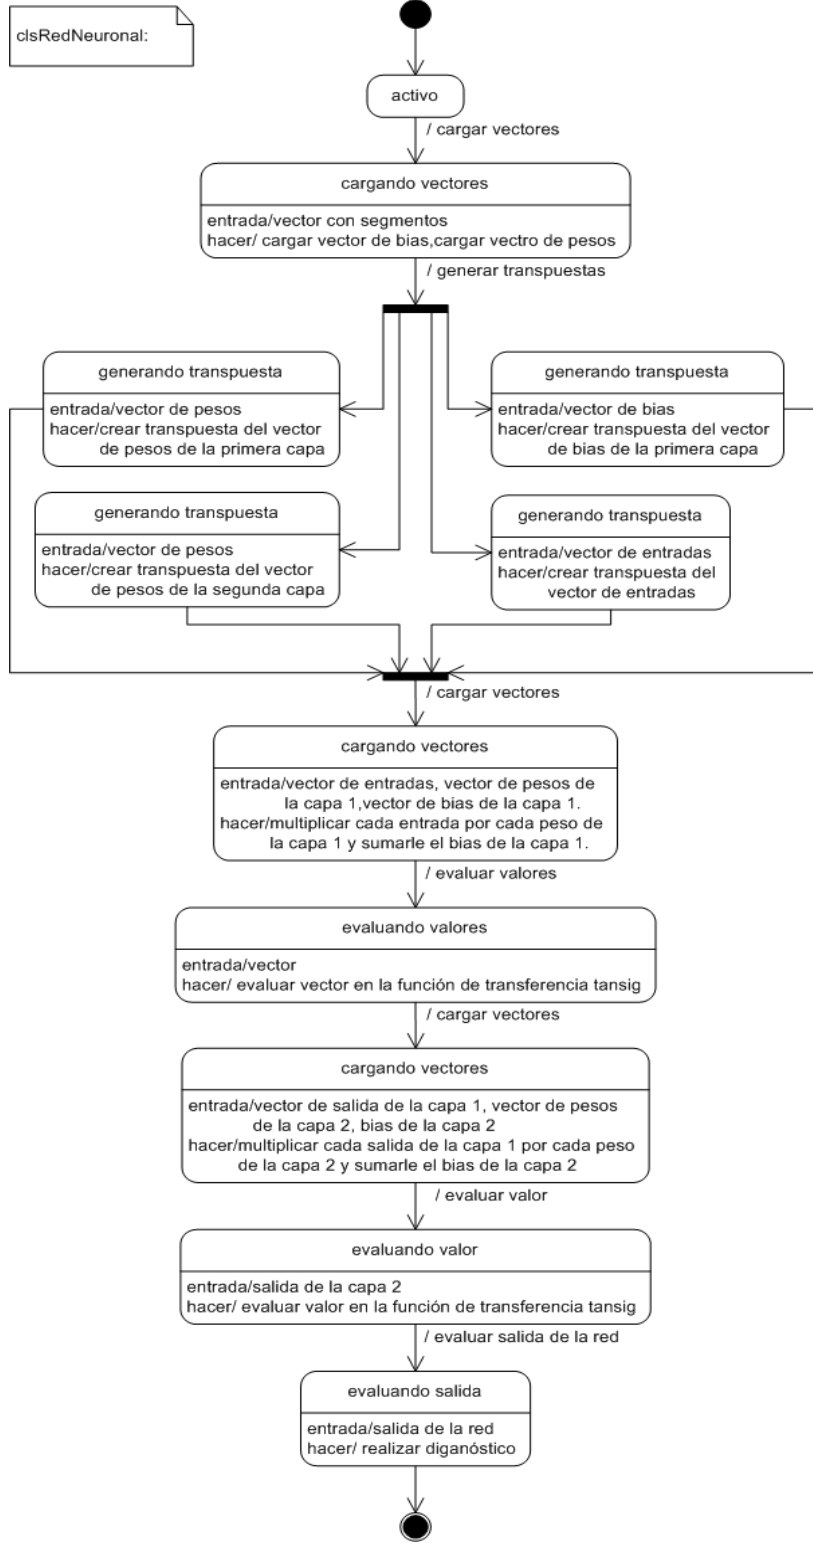 clsRedNeuronal:
activo
/ cargar vectores
cargando vectores
entrada/vector con segmentos
hacer/ cargar vector de bias,cargar vectro de pesos
/ generar transpuestas
generando transpuesta
entrada/vector de pesos
hacer/crear transpuesta del vector
de pesos de la primera capa
generando transpuesta
entrada/vector de bias
hacer/crear transpuesta del vector
de bias de la primera capa
generando transpuesta
entrada/vector de pesos
hacer/crear transpuesta del vector
de pesos de la segunda capa
generando transpuesta
entrada/vector de entradas
hacer/crear transpuesta del
vector de entradas
/ cargar vectores
cargando vectores
entrada/vector de entradas, vector de pesos de
la capa 1,vector de bias de la capa 1.
hacer/multiplicar cada entrada por cada peso de
la capa 1 y sumarle el bias de la capa 1.
/ evaluar valores
evaluando valores
entrada/vector
hacer/ evaluar vector en la función de transferencia tansig
/ cargar vectores
cargando vectores
entrada/vector de salida de la capa 1, vector de pesos
de la capa 2, bias de la capa 2
hacer/multiplicar cada salida de la capa 1 por cada peso
de la capa 2 y sumarle el bias de la capa 2
/ evaluar valor
evaluando valor
entrada/salida de la capa 2
hacer/ evaluar valor en la función de transferencia tansig
/ evaluar salida de la red
evaluando salida
entrada/salida de la red
hacer/ realizar diganóstico